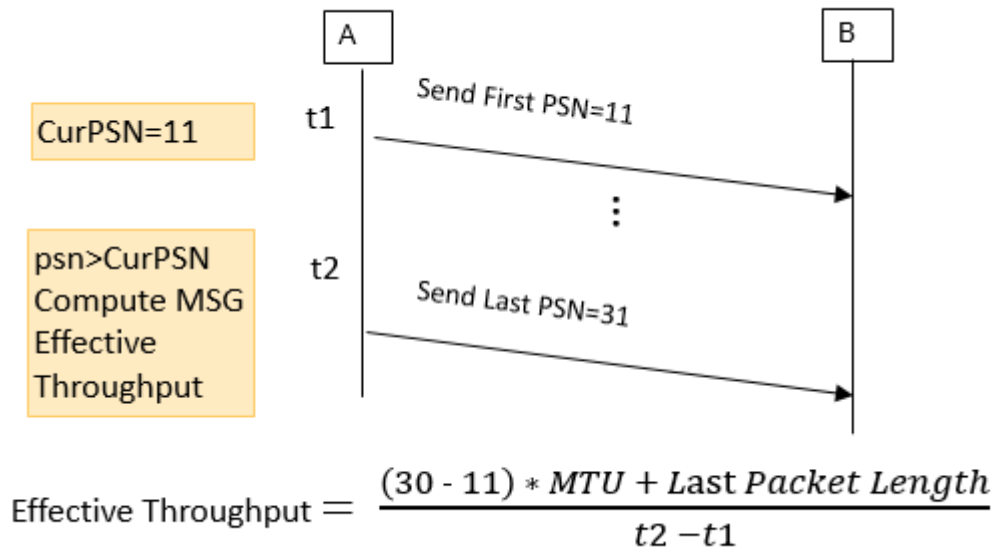 A
B
Send First PSN=11
t1
CurPSN=11
psn>CurPSN
Compute MSG
Effective
Throughput
t2
Send Last PSN=31
Effective Throughput = (30 - 11) * MTU + Last Packet Length
t2 - t1